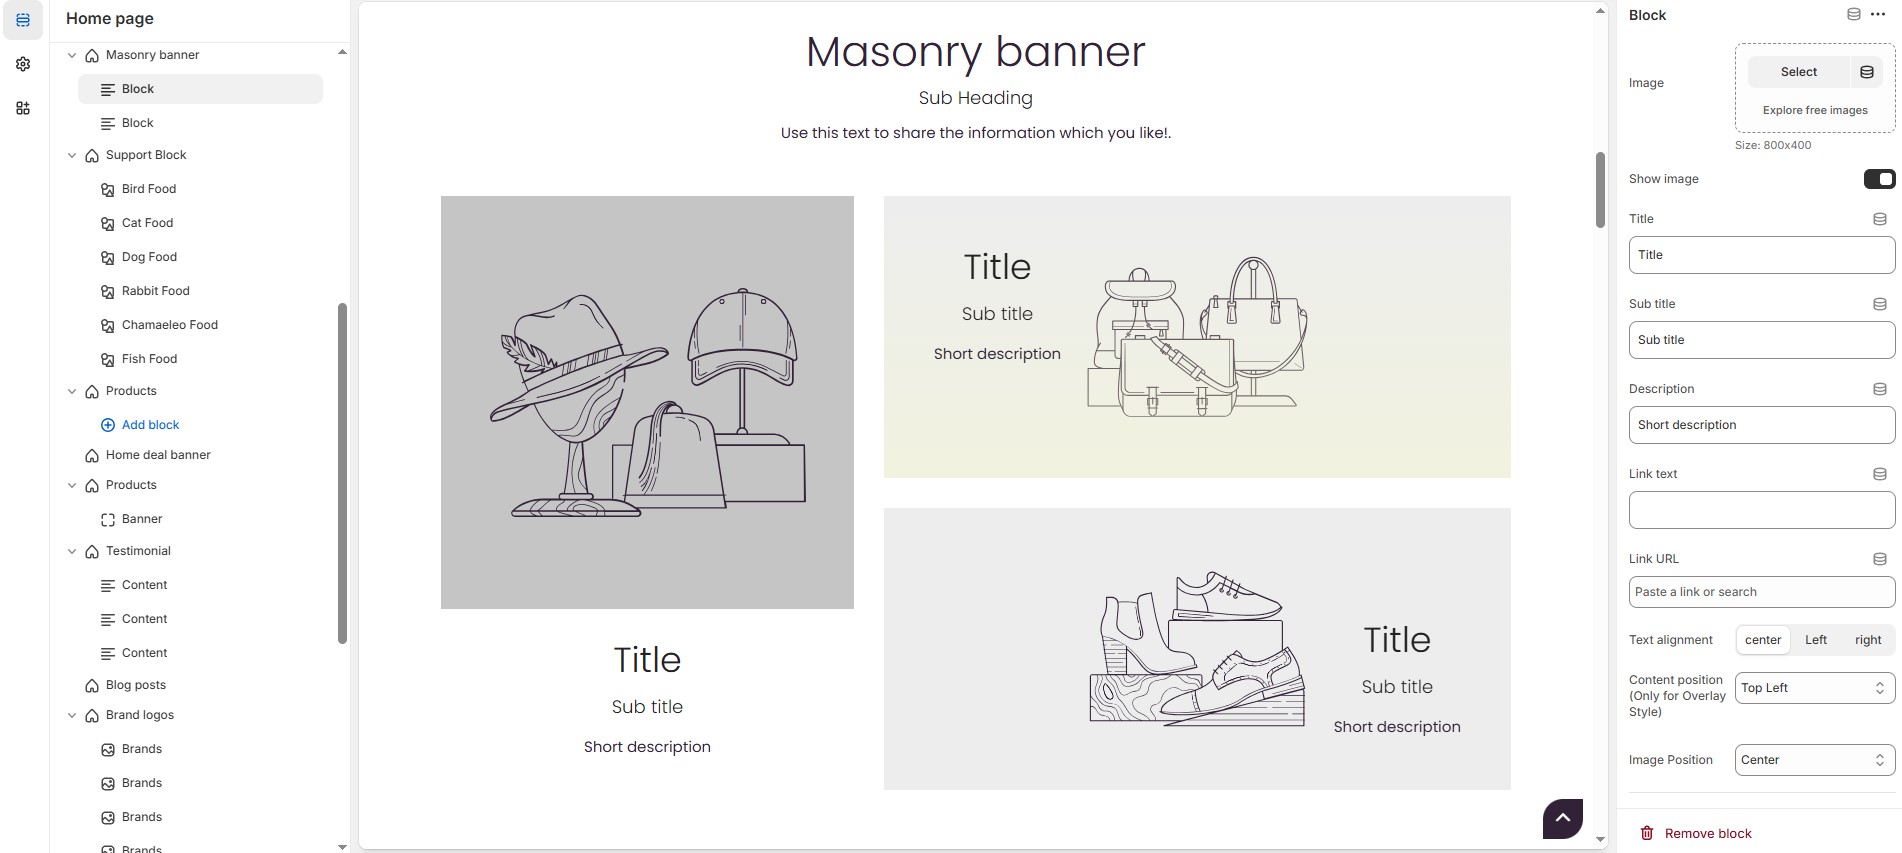 Home page
Masonry banner
Block
Block
Support Block
Bird Food
Cat Food
Dog Food
Rabbit Food
Chamaeleo Food
Fish Food
Products
Add block
Home deal banner
Products
Banner
Testimonial
Content
Content
Content
Blog posts
Brand logos
Brands
Brands
Brands
Brands
Masonry banner
Sub Heading
Use this text to share the information which you like!.
Title
Sub title
Short description
Title
Sub title
Short description
Title
Sub title
Short description
Block
Image
Select
Explore free images
Size: 800x400
Show image
Title
Title
Sub title
Sub title
Description
Short description
Link text
Link URL
Paste a link or search
Text alignment
center Left right
Content position
(Only for Overlay
Style)
Top Left
Image Position
Center
Remove block